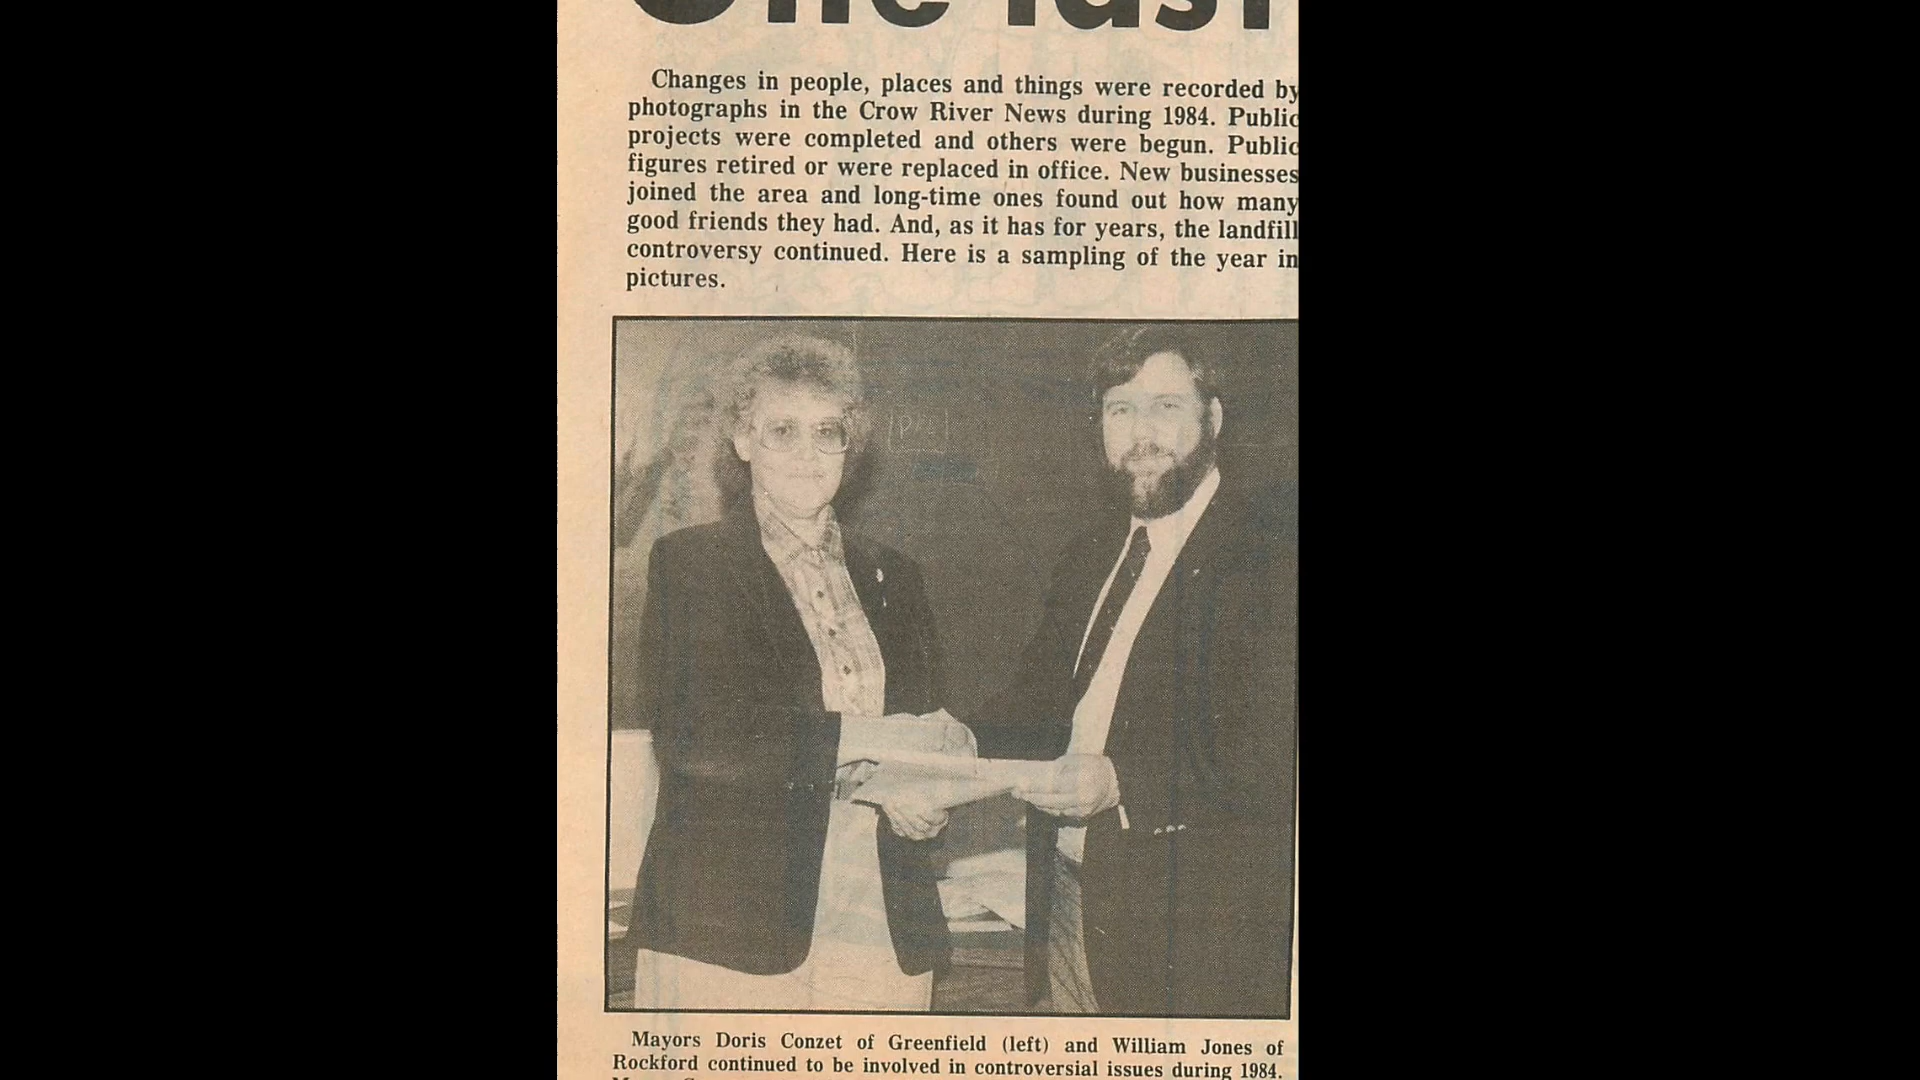 One last
Changes in people, places and things were recorded by
photographs in the Crow River News during 1984. Public
projects were completed and others were begun. Public
figures retired or were replaced in office. New businesses
joined the area and long-time ones found out how many
good friends they had. And, as it has for years, the landfill
controversy continued. Here is a sampling of the year in
pictures.
Mayors Doris Conzet of Greenfield (left) and William Jones of
Rockford continued to be involved in controversial issues during 1984.